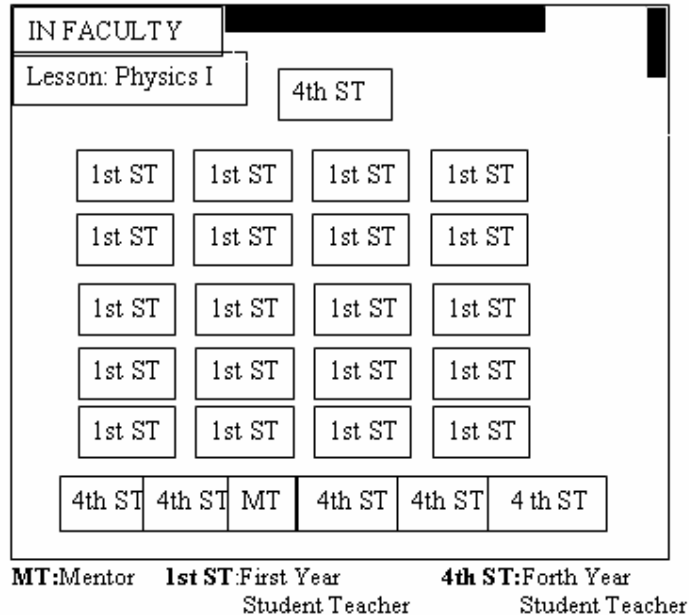 IN FACULTY
Lesson: Physics I
4th ST
1st ST 1st ST 1st ST 1st ST
1st ST 1st ST 1st ST 1st ST
1st ST 1st ST 1st ST 1st ST
1st ST 1st ST 1st ST 1st ST
1st ST 1st ST 1st ST 1st ST
4th ST 4th ST MT 4th ST 4th ST 4 th ST
MT:Mentor 1st ST:First Year 4th ST:Forth Year
Student Teacher Student Teacher